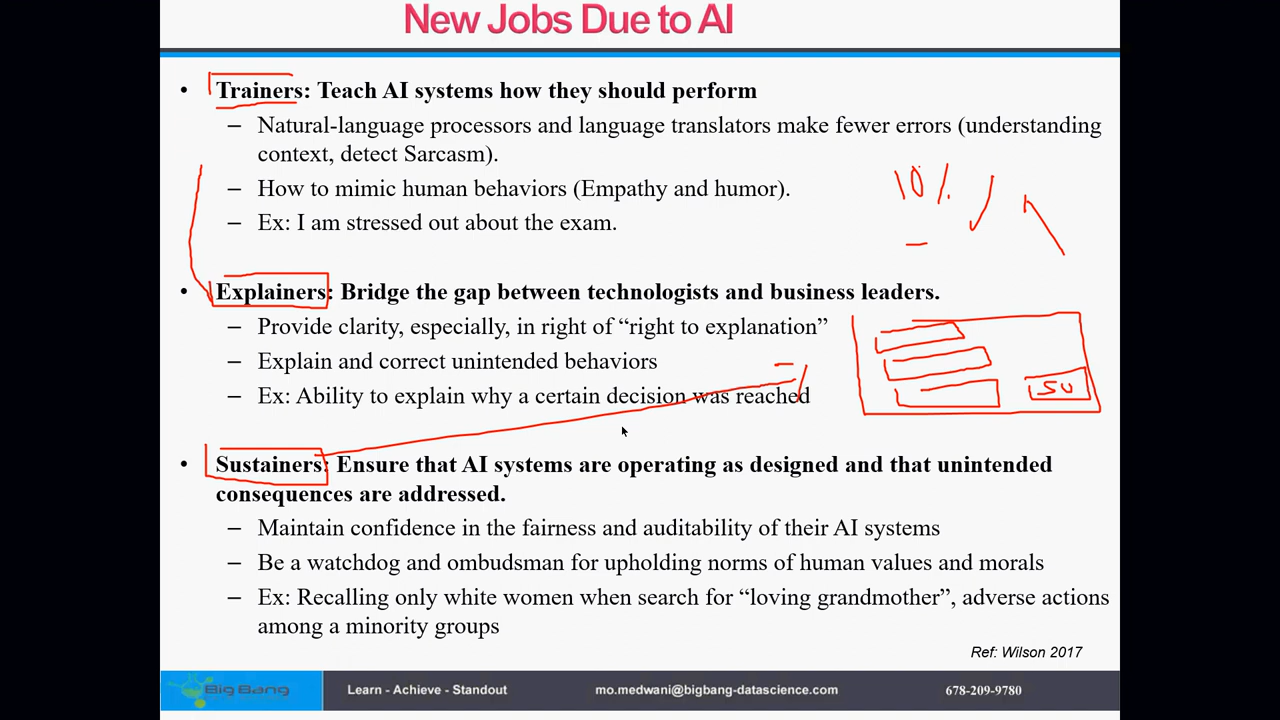 New Jobs Due to AI
• Trainers: Teach AI systems how they should perform
– Natural-language processors and language translators make fewer errors (understanding
context, detect Sarcasm).
– How to mimic human behaviors (Empathy and humor).
10%
– Ex: I am stressed out about the exam.
• Explainers: Bridge the gap between technologists and business leaders.
– Provide clarity, especially, in right of “right to explanation”
– Explain and correct unintended behaviors
– Ex: Ability to explain why a certain decision was reached
• Sustainers: Ensure that AI systems are operating as designed and that unintended
consequences are addressed.
– Maintain confidence in the fairness and auditability of their AI systems
– Be a watchdog and ombudsman for upholding norms of human values and morals
– Ex: Recalling only white women when search for “loving grandmother”, adverse actions
among a minority groups
Ref: Wilson 2017
Big Bang
Learn - Achieve - Standout
mo.medwani@bigbang-datascience.com
678-209-9780